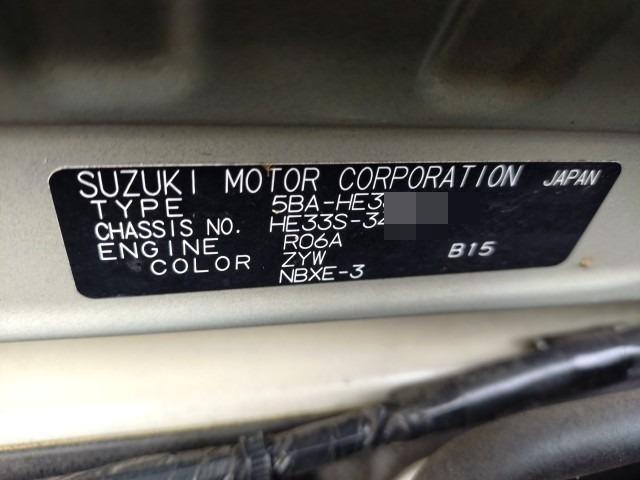 SUZUKI MOTOR CORPORATION JAPAN
TYPE 5BA-HE3
CHASSIS NO. HE33S-34
ENGINE R06A
COLOR ZYW B15
NBXE-3